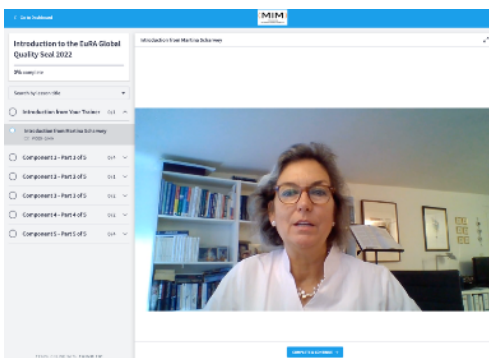 Go to Dashboard
MIM
Introduction to the EuRA Global
Quality Seal 2022
0% complete
Search by lesson title
Introduction from Your Trainer
Introduction from Martina
Introduction from Martina
Component 1 - Part 1 of 5
Component 2 - Part 2 of 5
Component 3 - Part 3 of 5
Component 4 - Part 4 of 5
Component 5 - Part 5 of 5
COMPLETE & CONTINUE